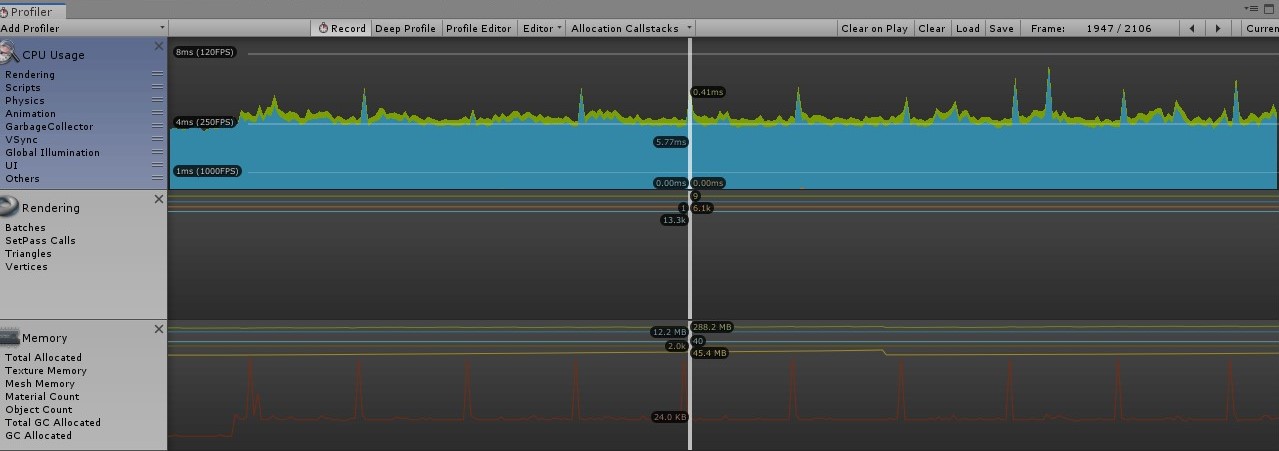 Profiler
Add Profiler Record Deep Profile Profile Editor Editor Allocation Callstacks Clear on Play Clear Load Save Frame: 1947 / 2106 Curren
CPU Usage
Rendering
Scripts
Physics
Animation
GarbageCollector
VSync
Global Illumination
UI
Others
8ms (120FPS)
0.41ms
4ms (250FPS)
5.77ms
1ms (1000FPS)
0.00ms 0.00ms
Rendering
Batches
SetPass Calls
Triangles
Vertices
9
1 6.1k
13.3k
Memory
Total Allocated
Texture Memory
Mesh Memory
Material Count
Object Count
Total GC Allocated
GC Allocated
288.2 MB
12.2 MB
40
2.0k
45.4 MB
24.0 KB